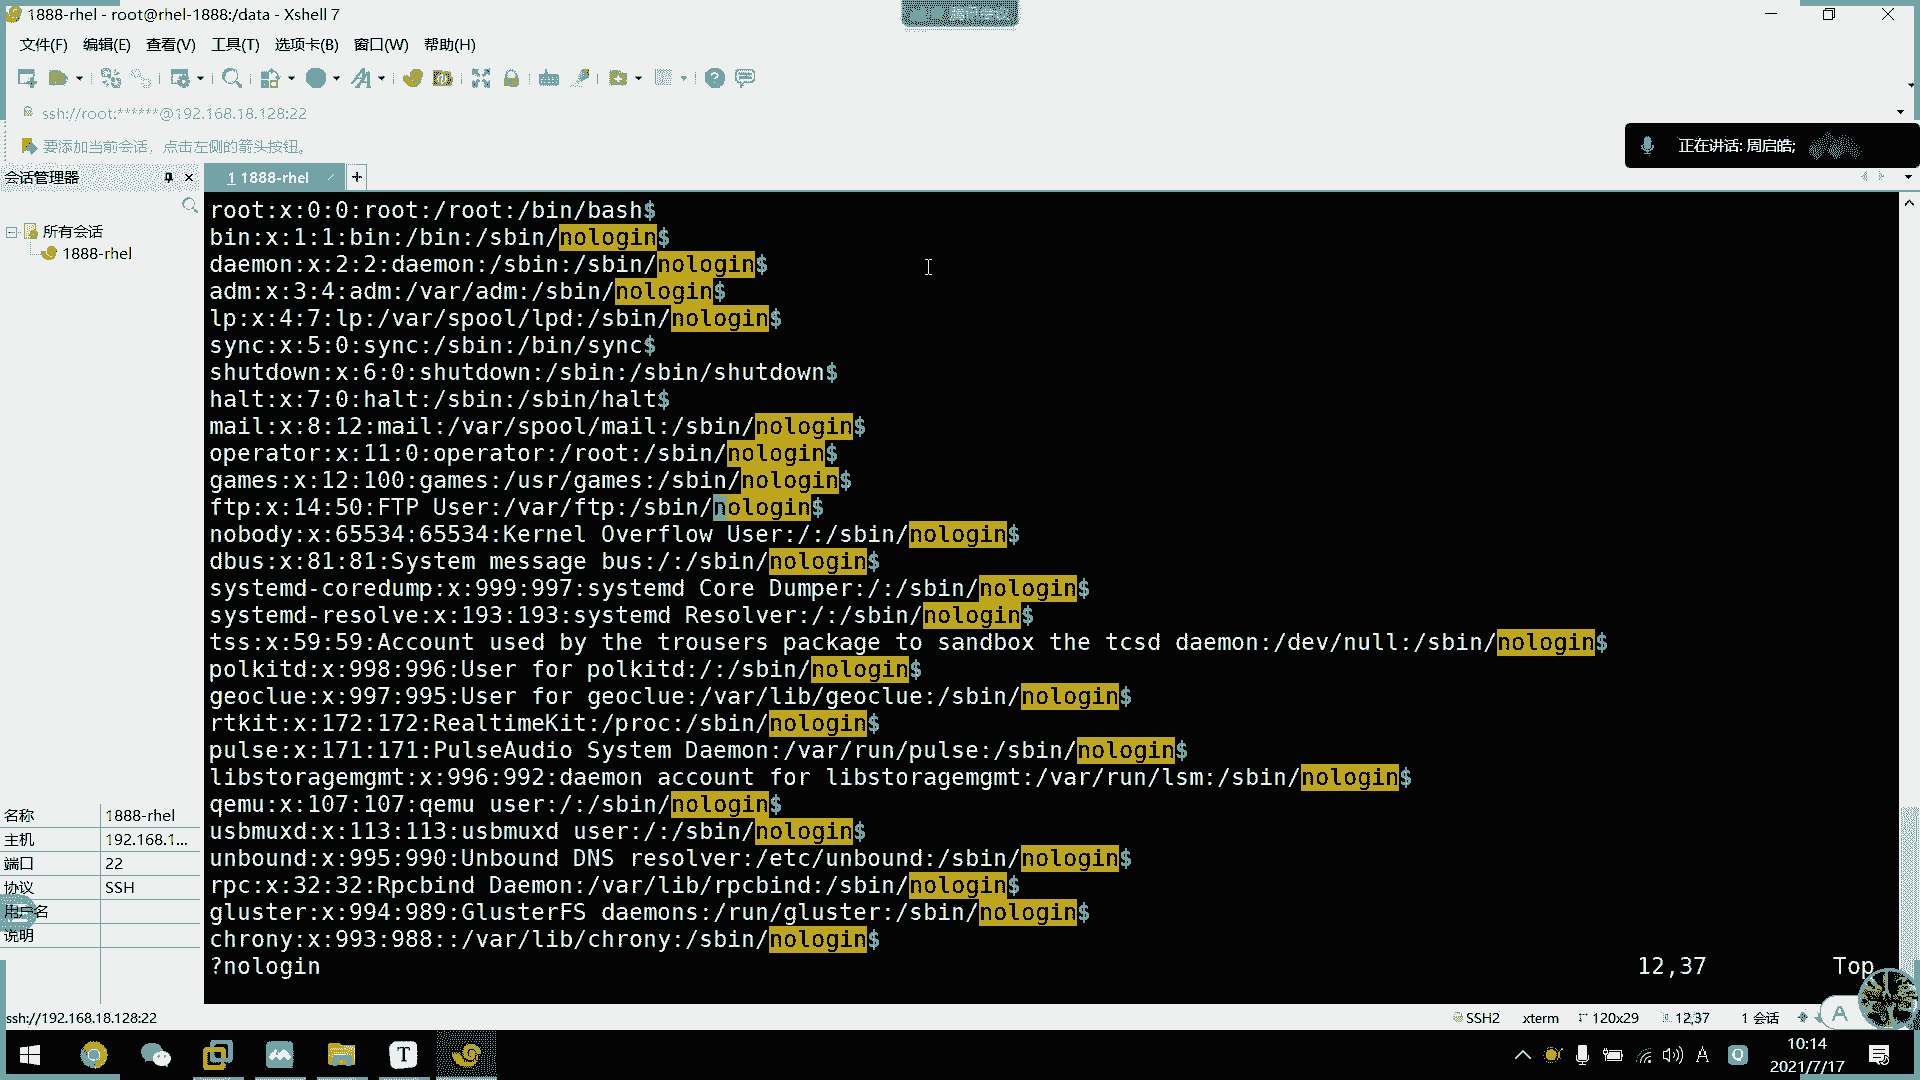 1888-rhel - root@rhel-1888:/data - Xshell 7
文件(F) 编辑(E) 查看(V) 工具(T) 选项卡(B) 窗口(W) 帮助(H)
ssh://root:******@192.168.18.128:22
要添加当前会话，点击左侧的箭头按钮。
正在讲话: 周启皓;
会话管理器
1 1888-rhel
所有会话
1888-rhel
root:x:0:0:root:/root:/bin/bash$
bin:x:1:1:bin:/bin:/sbin/nologin$
daemon:x:2:2:daemon:/sbin:/sbin/nologin$
adm:x:3:4:adm:/var/adm:/sbin/nologin$
lp:x:4:7:lp:/var/spool/lpd:/sbin/nologin$
sync:x:5:0:sync:/sbin:/bin/sync$
shutdown:x:6:0:shutdown:/sbin:/sbin/shutdown$
halt:x:7:0:halt:/sbin:/sbin/halt$
mail:x:8:12:mail:/var/spool/mail:/sbin/nologin$
operator:x:11:0:operator:/root:/sbin/nologin$
games:x:12:100:games:/usr/games:/sbin/nologin$
ftp:x:14:50:FTP User:/var/ftp:/sbin/nologin$
nobody:x:65534:65534:Kernel Overflow User:/:/sbin/nologin$
dbus:x:81:81:System message bus:/:/sbin/nologin$
systemd-coredump:x:999:997:systemd Core Dumper:/:/sbin/nologin$
systemd-resolve:x:193:193:systemd Resolver:/:/sbin/nologin$
tss:x:59:59:Account used by the trousers package to sandbox the tcsd daemon:/dev/null:/sbin/nologin$
polkitd:x:998:996:User for polkitd:/:/sbin/nologin$
geoclue:x:997:995:User for geoclue:/var/lib/geoclue:/sbin/nologin$
rtkit:x:172:172:RealtimeKit:/proc:/sbin/nologin$
pulse:x:171:171:PulseAudio System Daemon:/var/run/pulse:/sbin/nologin$
libstoragemgmt:x:996:992:daemon account for libstoragemgmt:/var/run/lsm:/sbin/nologin$
qemu:x:107:107:qemu user:/:/sbin/nologin$
usbmuxd:x:113:113:usbmuxd user:/:/sbin/nologin$
unbound:x:995:990:Unbound DNS resolver:/etc/unbound:/sbin/nologin$
rpc:x:32:32:Rpcbind Daemon:/var/lib/rpcbind:/sbin/nologin$
gluster:x:994:989:GlusterFS daemons:/run/gluster:/sbin/nologin$
chrony:x:993:988::/var/lib/chrony:/sbin/nologin$
?nologin 12,37 Top
名称 1888-rhel
主机 192.168.1...
端口 22
协议 SSH
用户名
说明
ssh://192.168.18.128:22 SSH2 xterm 120x29 12,37 1 会话
10:14
2021/7/17